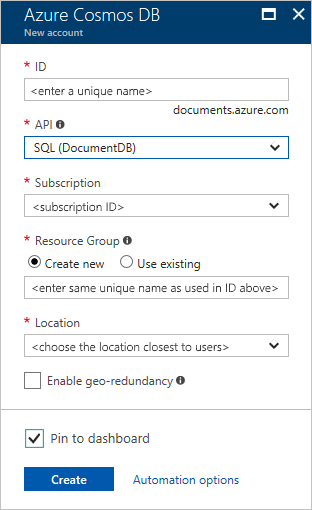 Azure Cosmos DB
New account
* ID
<enter a unique name>
documents.azure.com
* API
SQL (DocumentDB)
* Subscription
<subscription ID>
* Resource Group
Create new Use existing
<enter same unique name as used in ID above>
* Location
<choose the location closest to users>
Enable geo-redundancy
Pin to dashboard
Create Automation options